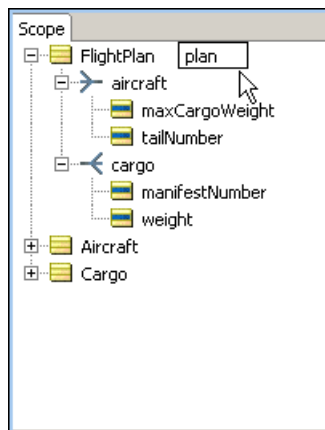 Scope
FlightPlan plan
aircraft
maxCargoWeight
tailNumber
cargo
manifestNumber
weight
Aircraft
Cargo